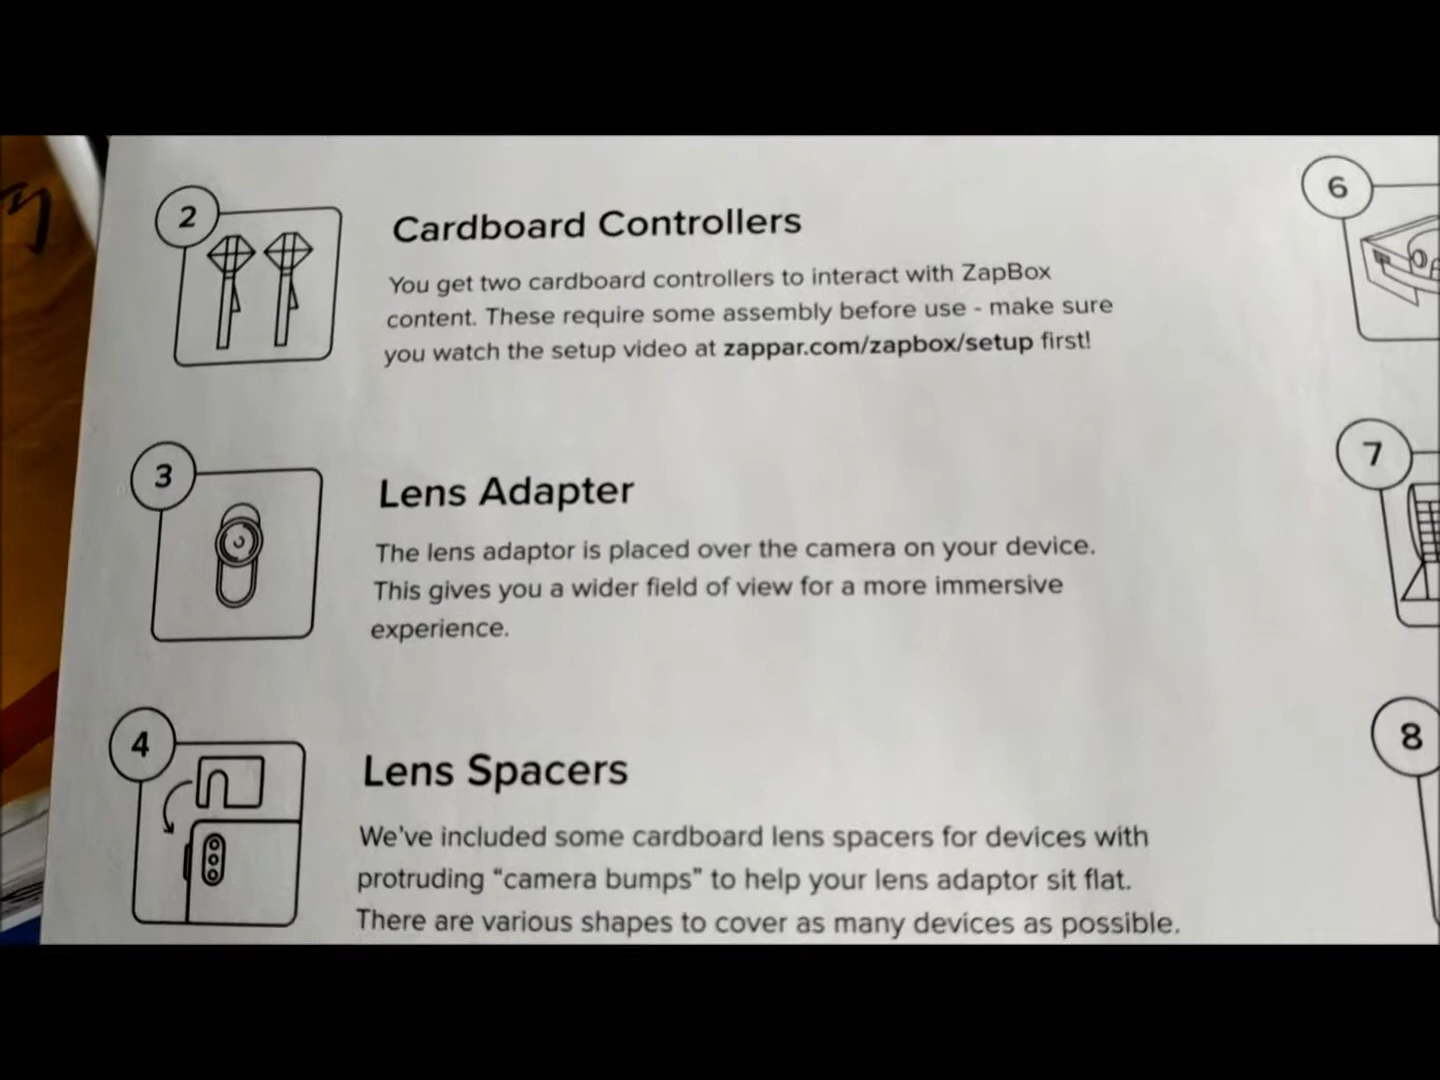 2
Cardboard Controllers
You get two cardboard controllers to interact with ZapBox
content. These require some assembly before use - make sure
you watch the setup video at zappar.com/zapbox/setup first!
3
Lens Adapter
The lens adaptor is placed over the camera on your device.
This gives you a wider field of view for a more immersive
experience.
4
Lens Spacers
We've included some cardboard lens spacers for devices with
protruding “camera bumps” to help your lens adaptor sit flat.
There are various shapes to cover as many devices as possible.
6
7
8